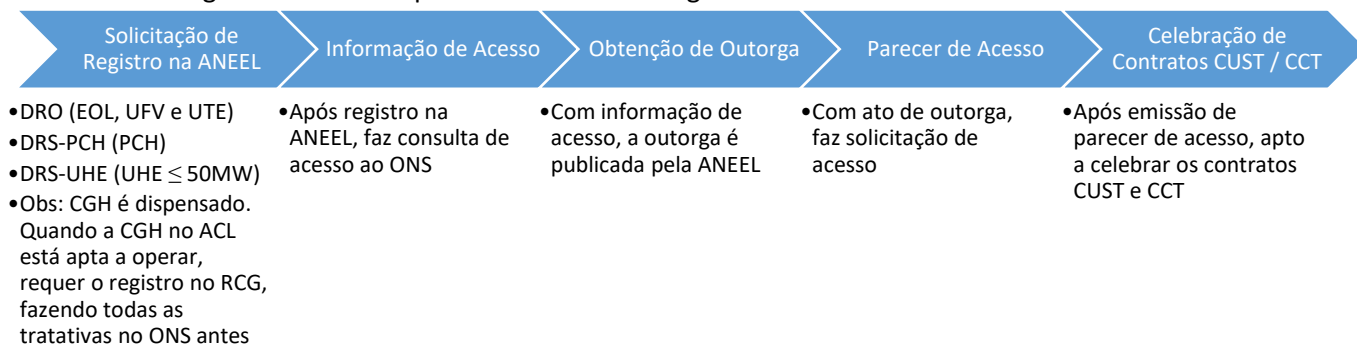 Solicitação de
Registro na ANEEL
Informação de Acesso
Obtenção de Outorga
Parecer de Acesso
Celebração de
Contratos CUST / CCT
•DRO (EOL, UFV e UTE)
•DRS-PCH (PCH)
•DRS-UHE (UHE ≤ 50MW)
•Obs: CGH é dispensado.
Quando a CGH no ACL
está apta a operar,
requer o registro no RCG,
fazendo todas as
tratativas no ONS antes
•Após registro na
ANEEL, faz consulta de
acesso ao ONS
•Com informação de
acesso, a outorga é
publicada pela ANEEL
•Com ato de outorga,
faz solicitação de
acesso
•Após emissão de
parecer de acesso, apto
a celebrar os contratos
CUST e CCT